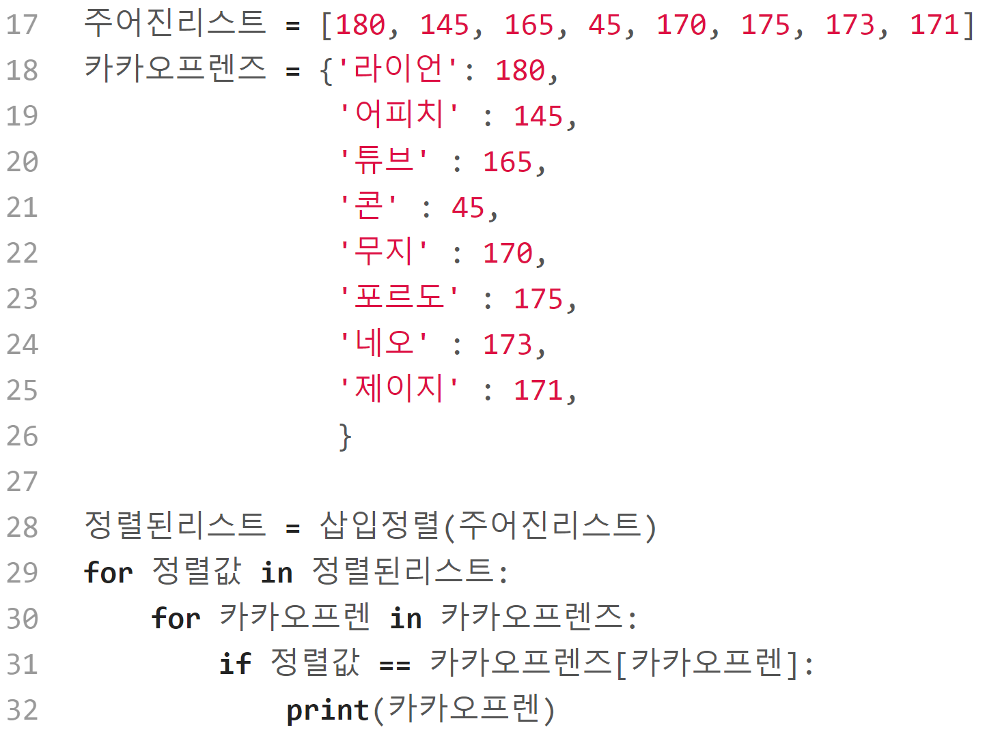 17 주어진리스트 = [180, 145, 165, 45, 170, 175, 173, 171]
18 카카오프렌즈 = {'라이언': 180,
19 '어피치' : 145,
20 '튜브' : 165,
21 '콘' : 45,
22 '무지' : 170,
23 '포르도' : 175,
24 '네오' : 173,
25 '제이지' : 171,
26 }
27
28 정렬된리스트 = 삽입정렬(주어진리스트)
29 for 정렬값 in 정렬된리스트:
30 for 카카오프렌 in 카카오프렌즈:
31 if 정렬값 == 카카오프렌즈[카카오프렌]:
32 print(카카오프렌)